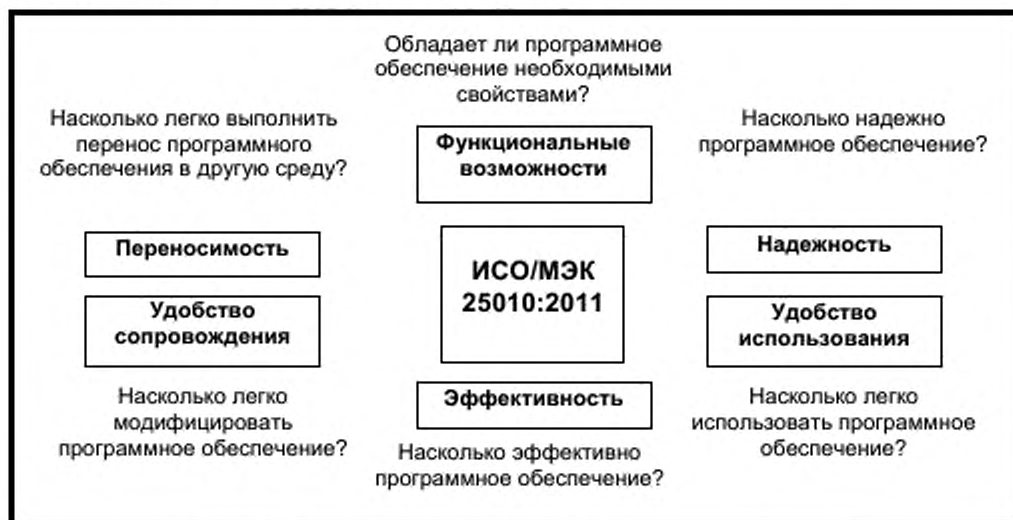 Обладает ли программное
обеспечение необходимыми
свойствами?
Насколько легко выполнить
перенос программного
обеспечения в другую среду?
Функциональные
возможности
Насколько надежно
программное обеспечение?
Переносимость
ИСО/МЭК
25010:2011
Надежность
Удобство
сопровождения
Удобство
использования
Насколько легко
модифицировать
программное обеспечение?
Эффективность
Насколько эффективно
программное обеспечение?
Насколько легко
использовать программное
обеспечение?